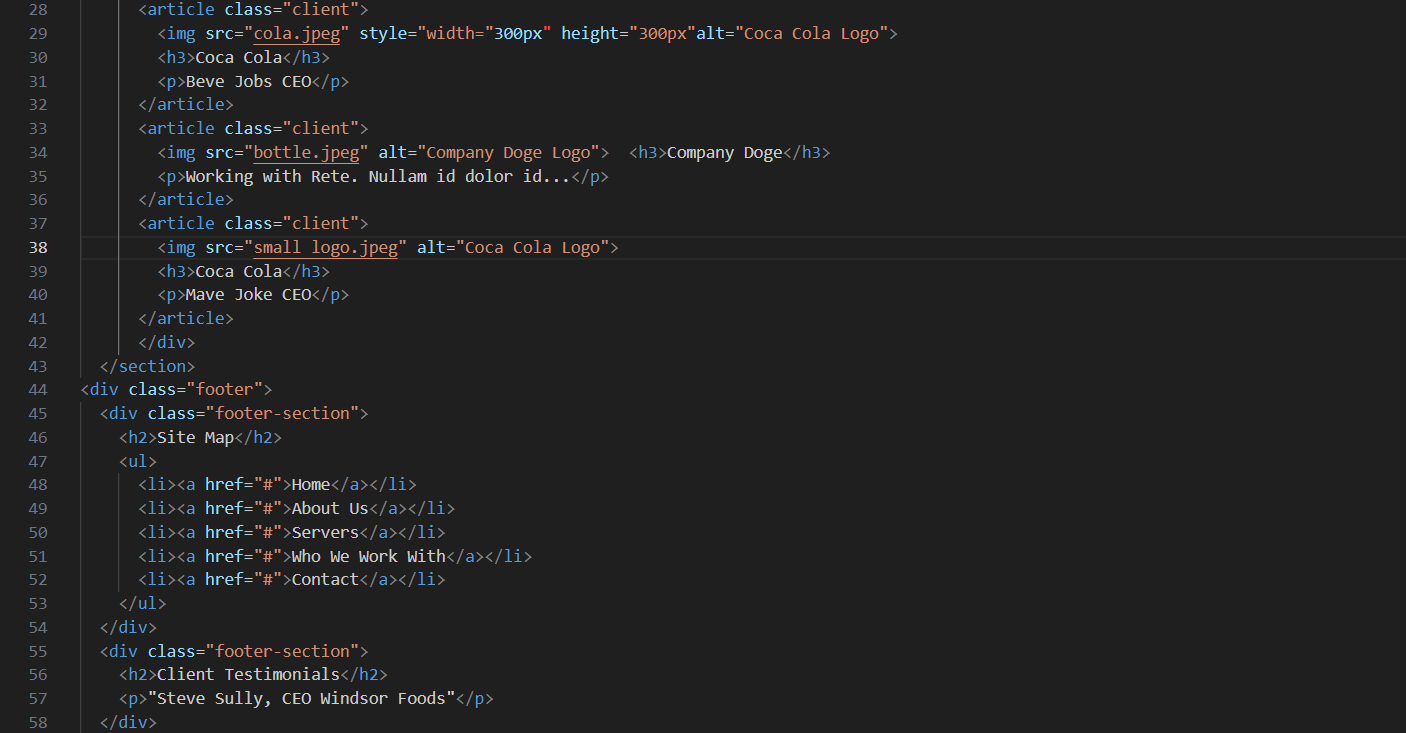 28 <article class="client">
29 <img src="cola.jpeg" style="width="300px" height="300px"alt="Coca Cola Logo">
30 <h3>Coca Cola</h3>
31 <p>Beve Jobs CEO</p>
32 </article>
33 <article class="client">
34 <img src="bottle.jpeg" alt="Company Doge Logo">  <h3>Company Doge</h3>
35 <p>Working with Rete. Nullam id dolor id...</p>
36 </article>
37 <article class="client">
38 <img src="small logo.jpeg" alt="Coca Cola Logo">
39 <h3>Coca Cola</h3>
40 <p>Mave Joke CEO</p>
41 </article>
42 </div>
43 </section>
44 <div class="footer">
45 <div class="footer-section">
46 <h2>Site Map</h2>
47 <ul>
48 <li><a href="#">Home</a></li>
49 <li><a href="#">About Us</a></li>
50 <li><a href="#">Servers</a></li>
51 <li><a href="#">Who We Work With</a></li>
52 <li><a href="#">Contact</a></li>
53 </ul>
54 </div>
55 <div class="footer-section">
56 <h2>Client Testimonials</h2>
57 <p>"Steve Sully, CEO Windsor Foods"</p>
58 </div>